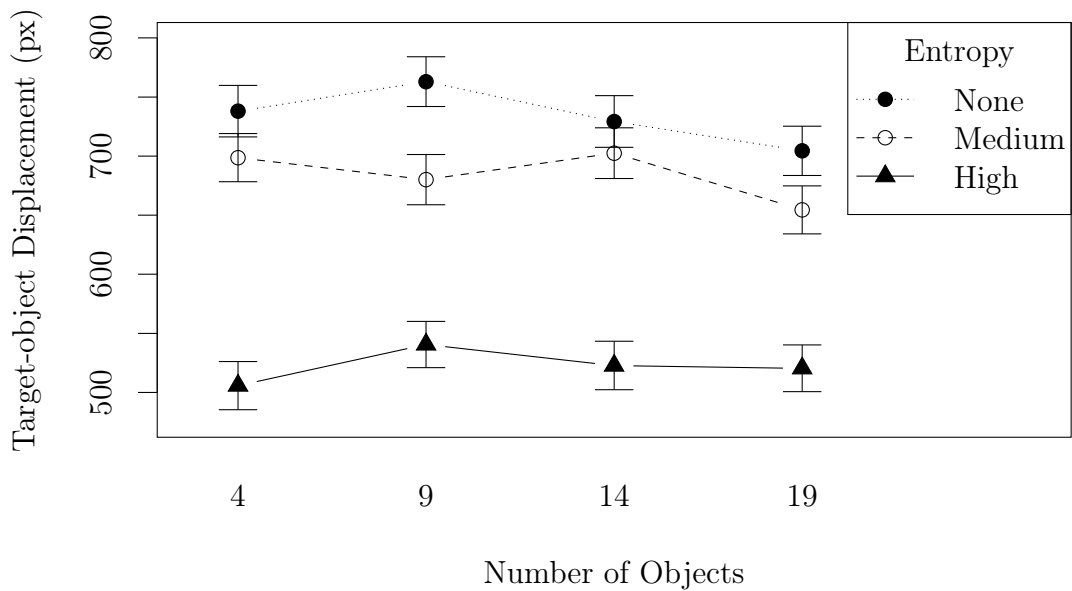 Target-object Displacement (px)
800
700
600
500
Entropy
None
Medium
High
4 9 14 19
Number of Objects